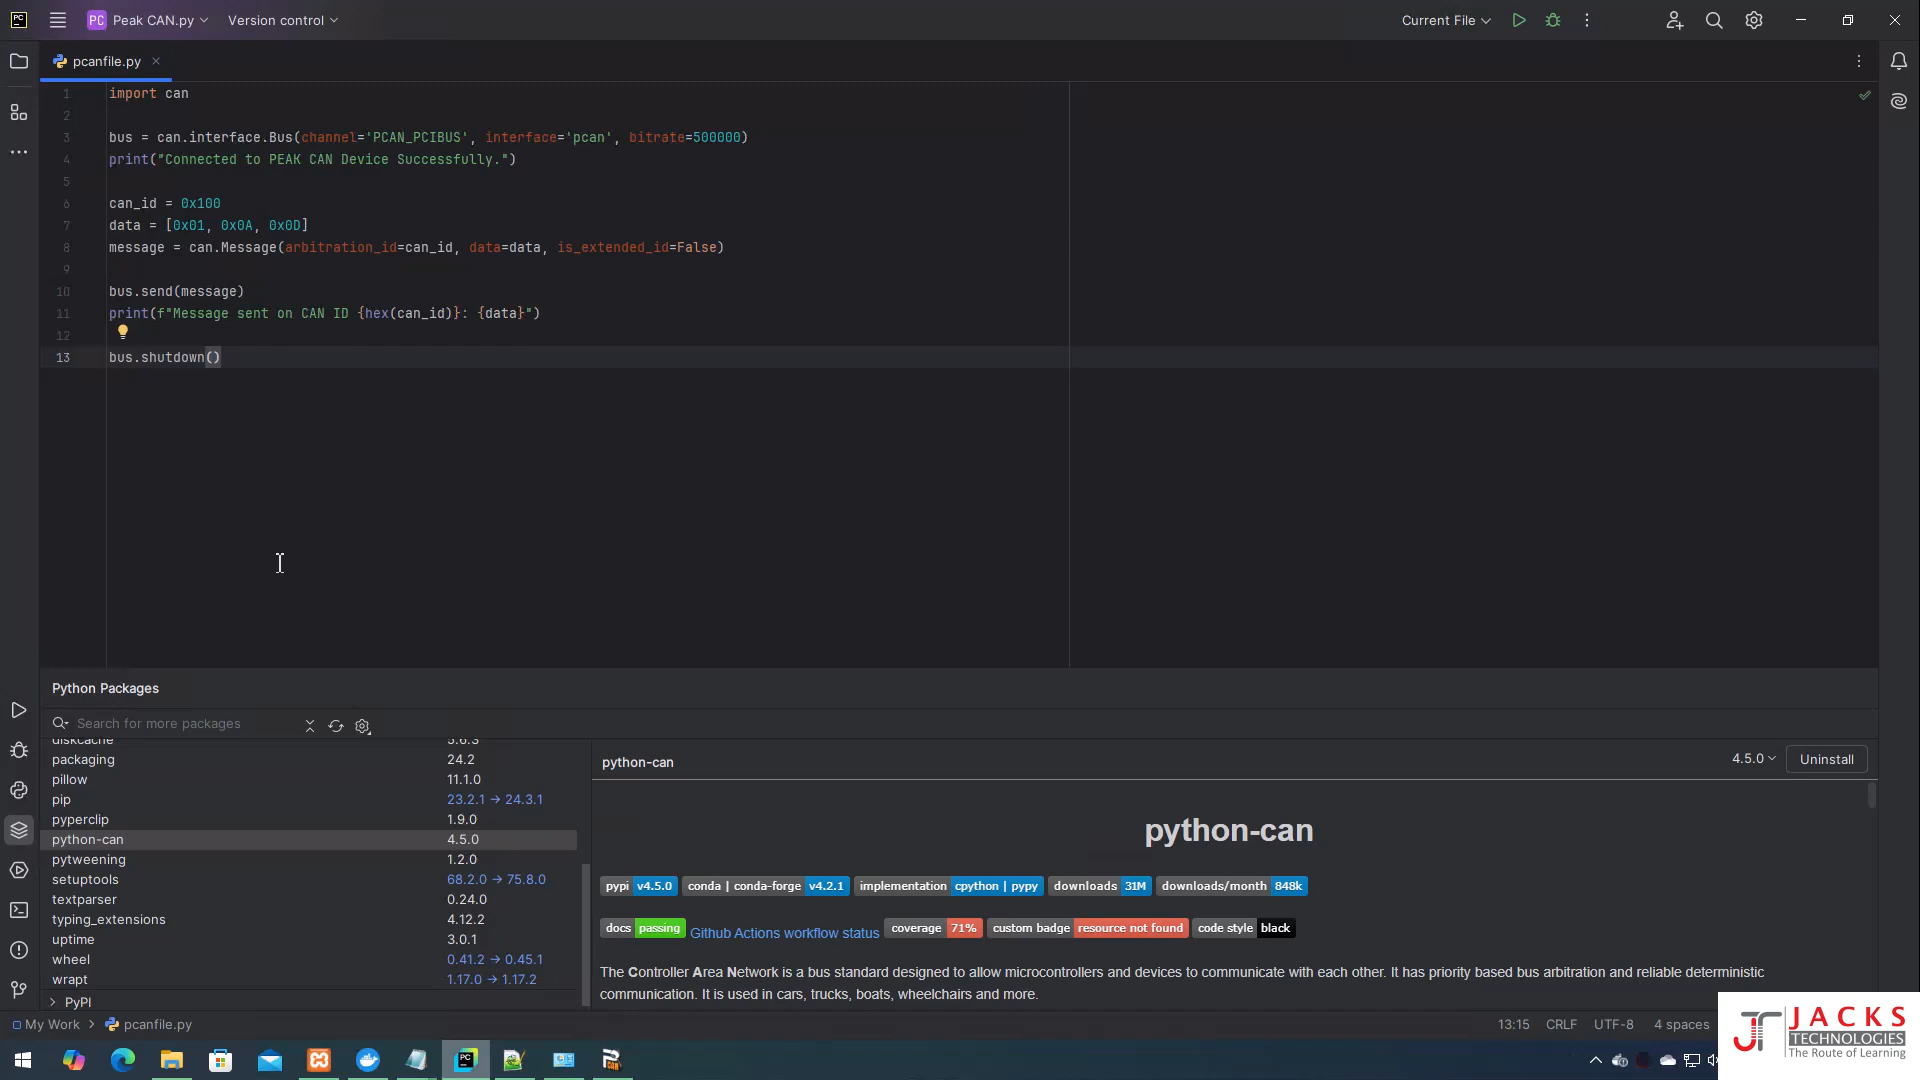 PC
PC Peak CAN.py
Version control
Current File
pcanfile.py
1 import can
2
3 bus = can.interface.Bus(channel='PCAN_PCIBUS', interface='pcan', bitrate=500000)
4 print("Connected to PEAK CAN Device Successfully.")
5
6 can_id = 0x100
7 data = [0x01, 0x0A, 0x0D]
8 message = can.Message(arbitration_id=can_id, data=data, is_extended_id=False)
9
10 bus.send(message)
11 print(f"Message sent on CAN ID {hex(can_id)}: {data}")
12
13 bus.shutdown()
Python Packages
Search for more packages
diskcache 5.6.3
packaging 24.2
pillow 11.1.0
pip 23.2.1 → 24.3.1
pyperclip 1.9.0
python-can 4.5.0
pytweening 1.2.0
setuptools 68.2.0 → 75.8.0
textparser 0.24.0
typing_extensions 4.12.2
uptime 3.0.1
wheel 0.41.2 → 0.45.1
wrapt 1.17.0 → 1.17.2
PyPI
python-can
4.5.0
Uninstall
python-can
pypi v4.5.0 conda | conda-forge v4.2.1 implementation cpython | pypy downloads 31M downloads/month 848k
docs passing Github Actions workflow status coverage 71% custom badge resource not found code style black
The Controller Area Network is a bus standard designed to allow microcontrollers and devices to communicate with each other. It has priority based bus arbitration and reliable deterministic
communication. It is used in cars, trucks, boats, wheelchairs and more.
My Work > pcanfile.py
13:15 CRLF UTF-8 4 spaces
JACKS
TECHNOLOGIES
The Route of Learning